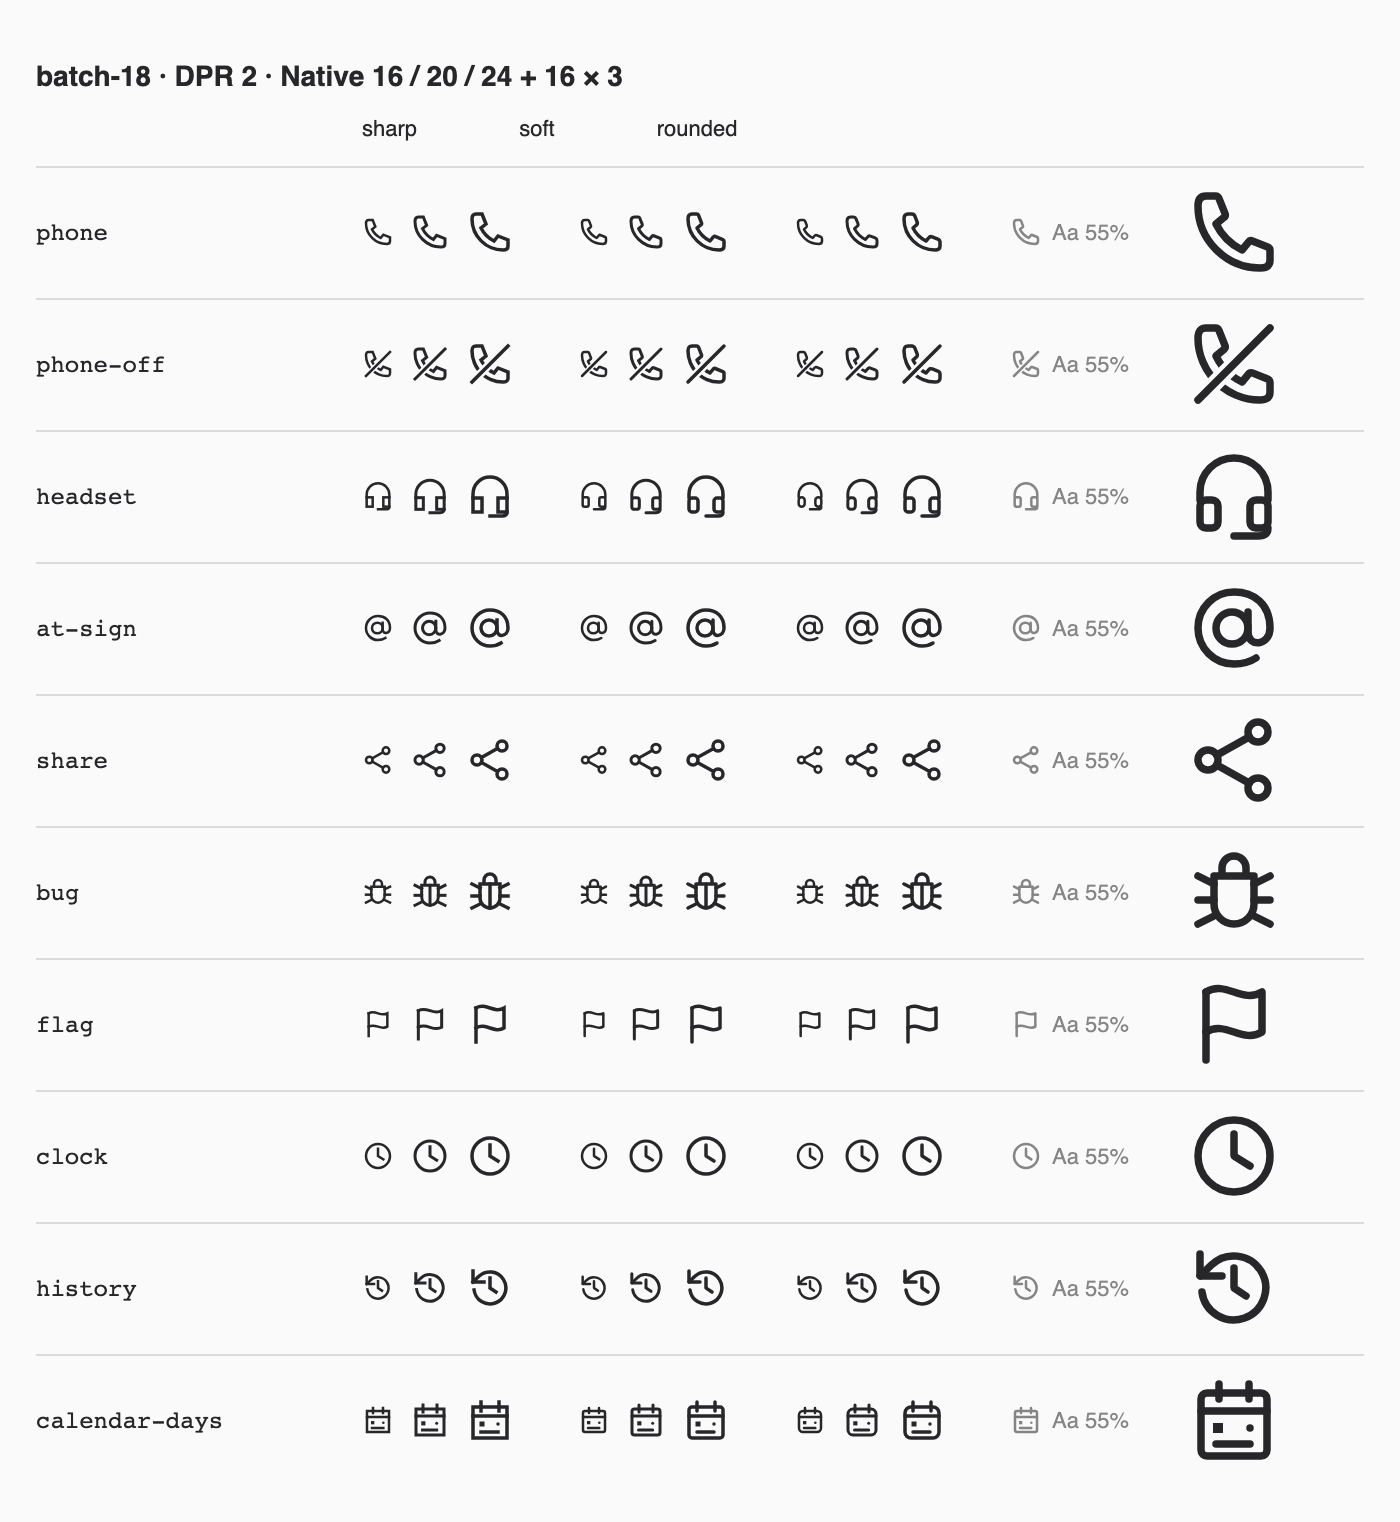 batch-18 · DPR 2 · Native 16 / 20 / 24 + 16 × 3
sharp soft rounded
phone Aa 55%
phone-off Aa 55%
headset Aa 55%
at-sign Aa 55%
share Aa 55%
bug Aa 55%
flag Aa 55%
clock Aa 55%
history Aa 55%
calendar-days Aa 55%